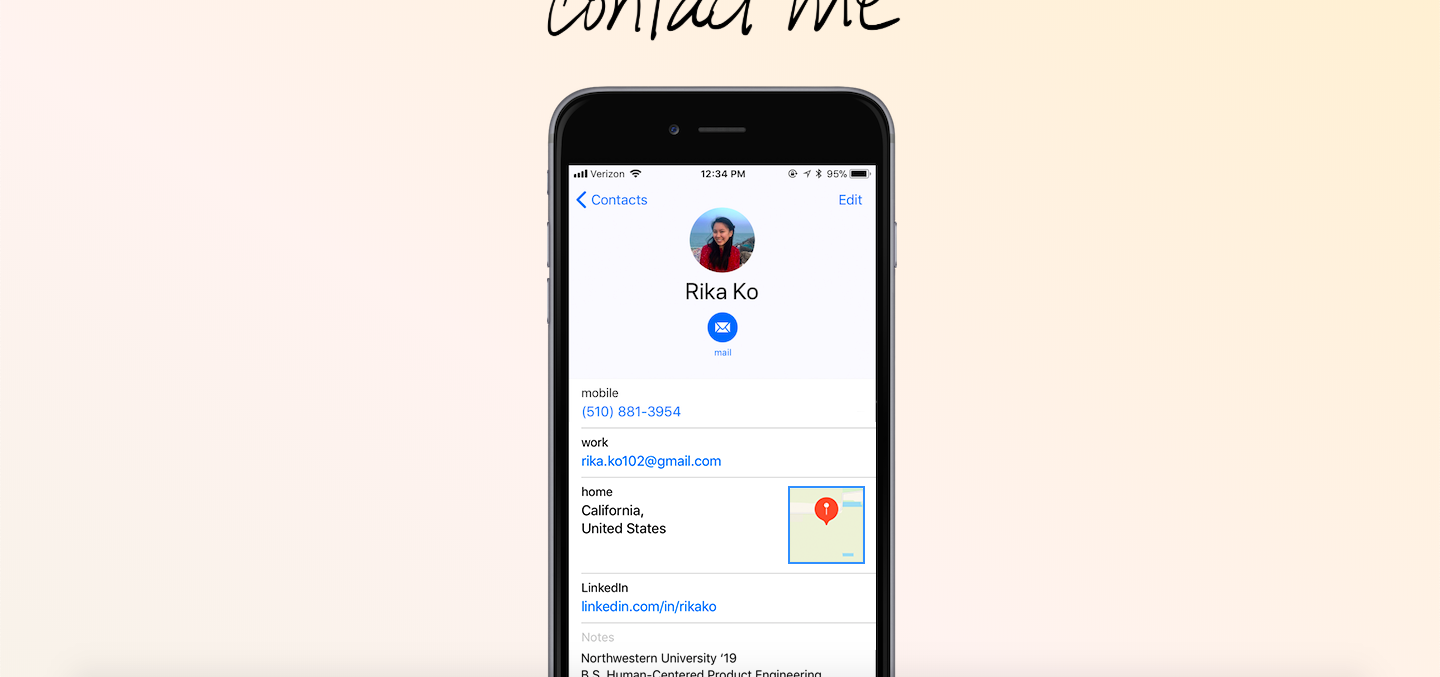 contact me
Verizon 12:34 PM 95%
Contacts Edit
Rika Ko
mail
mobile
(510) 881-3954
work
rika.ko102@gmail.com
home
California,
United States
LinkedIn
linkedin.com/in/rikako
Notes
Northwestern University ‘19
B.S. Human-Centered Product Engineering